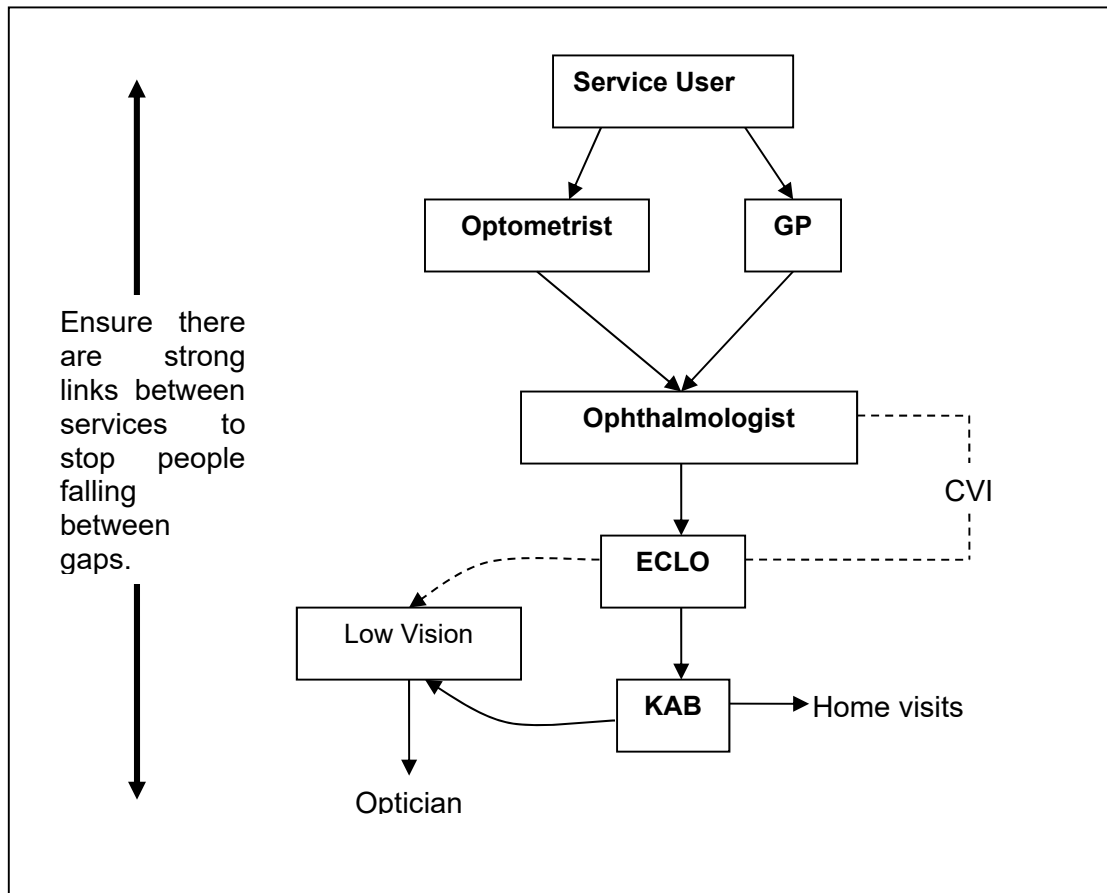 Service User
Optometrist
GP
Ensure there
are strong
links between
services to
stop people
falling
between
gaps.
Ophthalmologist
CVI
ECLO
Low Vision
KAB
Home visits
Optician